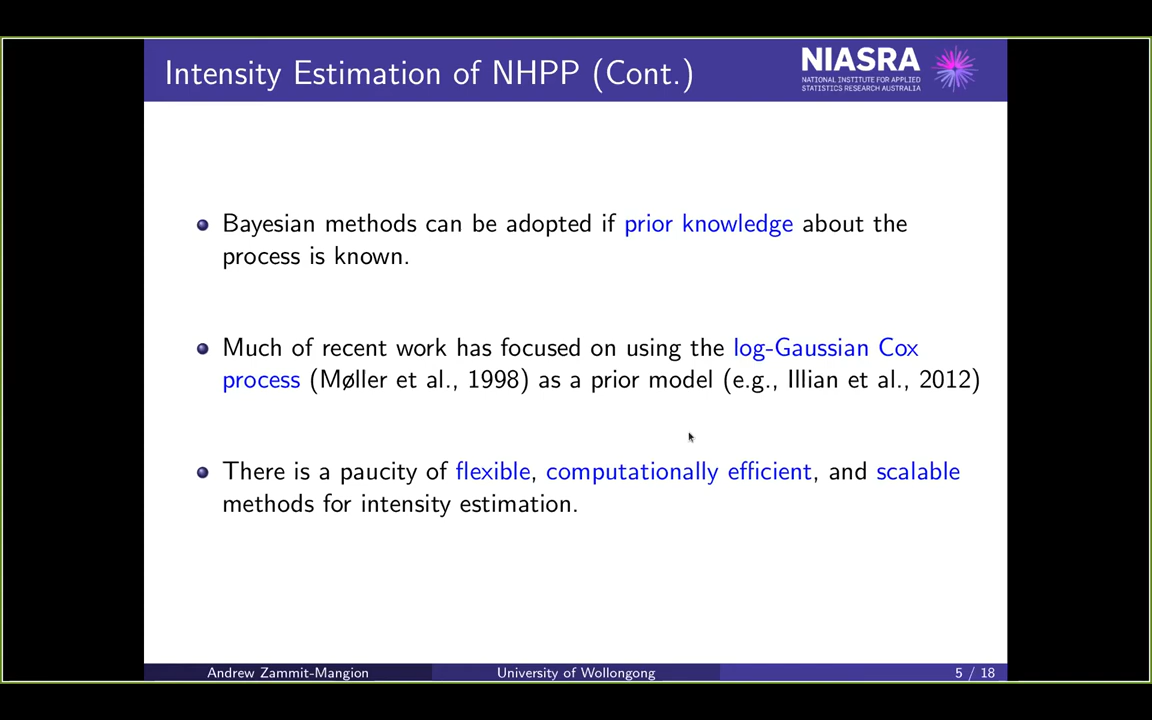 Intensity Estimation of NHPP (Cont.)
NIASRA
NATIONAL INSTITUTE FOR APPLIED
STATISTICS RESEARCH AUSTRALIA
Bayesian methods can be adopted if prior knowledge about the
process is known.
Much of recent work has focused on using the log-Gaussian Cox
process (Møller et al., 1998) as a prior model (e.g., Illian et al., 2012)
There is a paucity of flexible, computationally efficient, and scalable
methods for intensity estimation.
Andrew Zammit-Mangion University of Wollongong 5 / 18